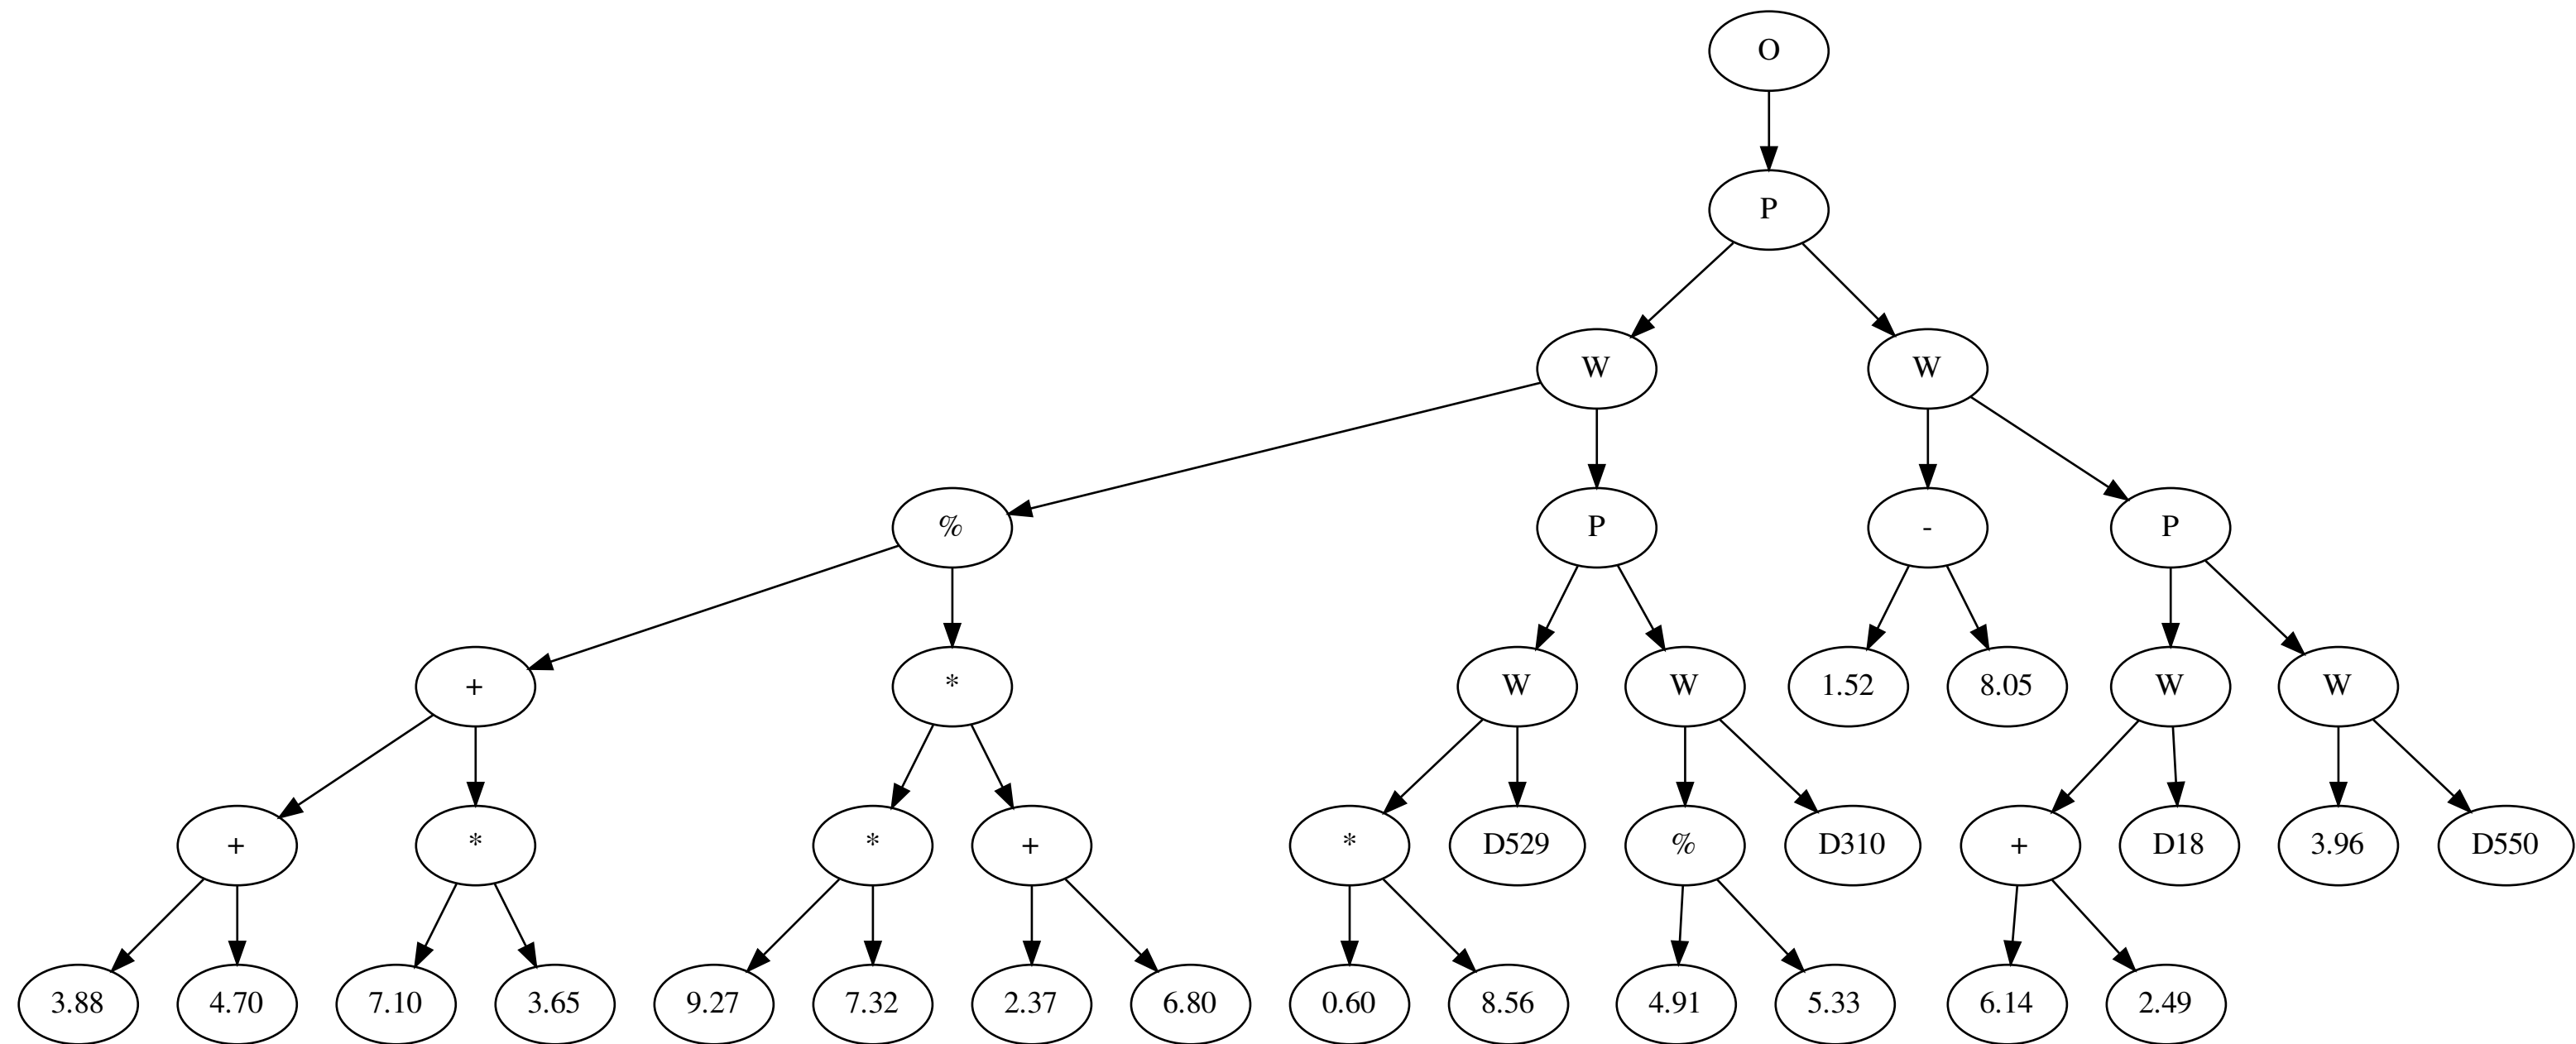 O
P
W W
% P - P
+ * W W 1.52 8.05 W W
+ * * + * D529 % D310 + D18 3.96 D550
3.88 4.70 7.10 3.65 9.27 7.32 2.37 6.80 0.60 8.56 4.91 5.33 6.14 2.49